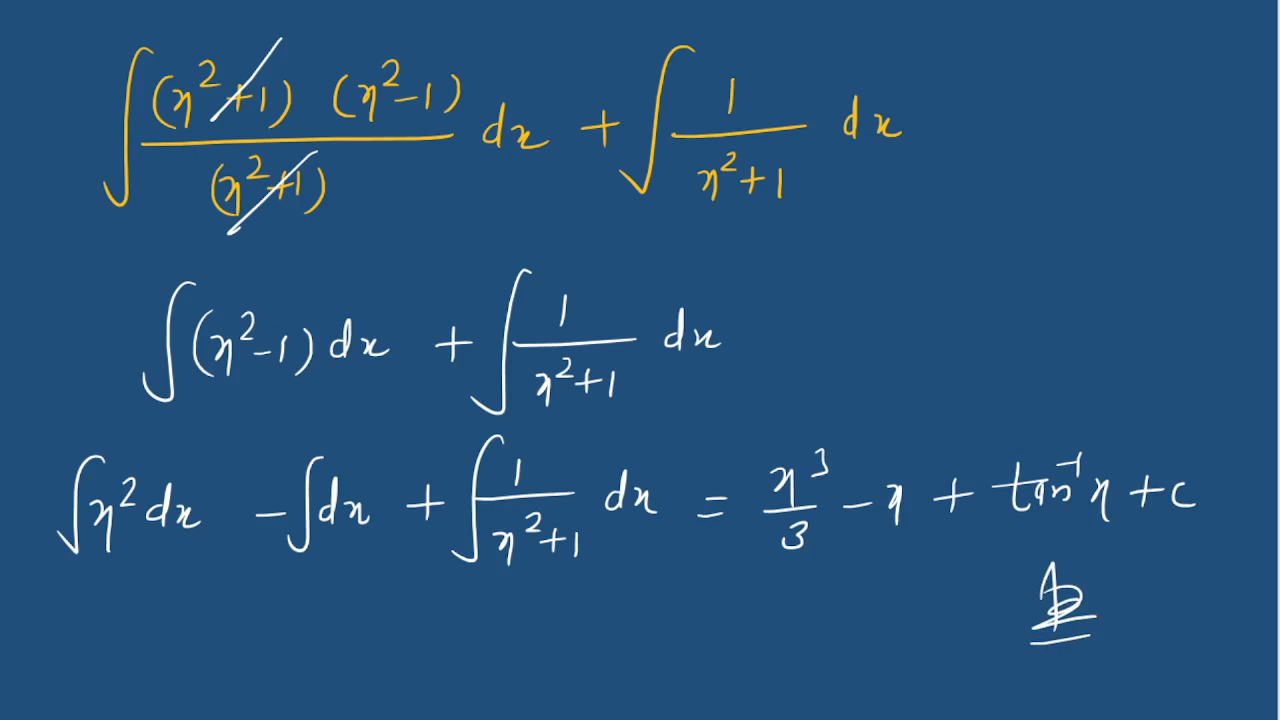 ∫ (x²+1) (x²-1) / (x²+1) dx + ∫ 1 / x²+1 dx
∫ (x²-1) dx + ∫ 1 / x²+1 dx
∫ x² dx - ∫ dx + ∫ 1 / x²+1 dx = x³/3 - x + tan⁻¹ x + c